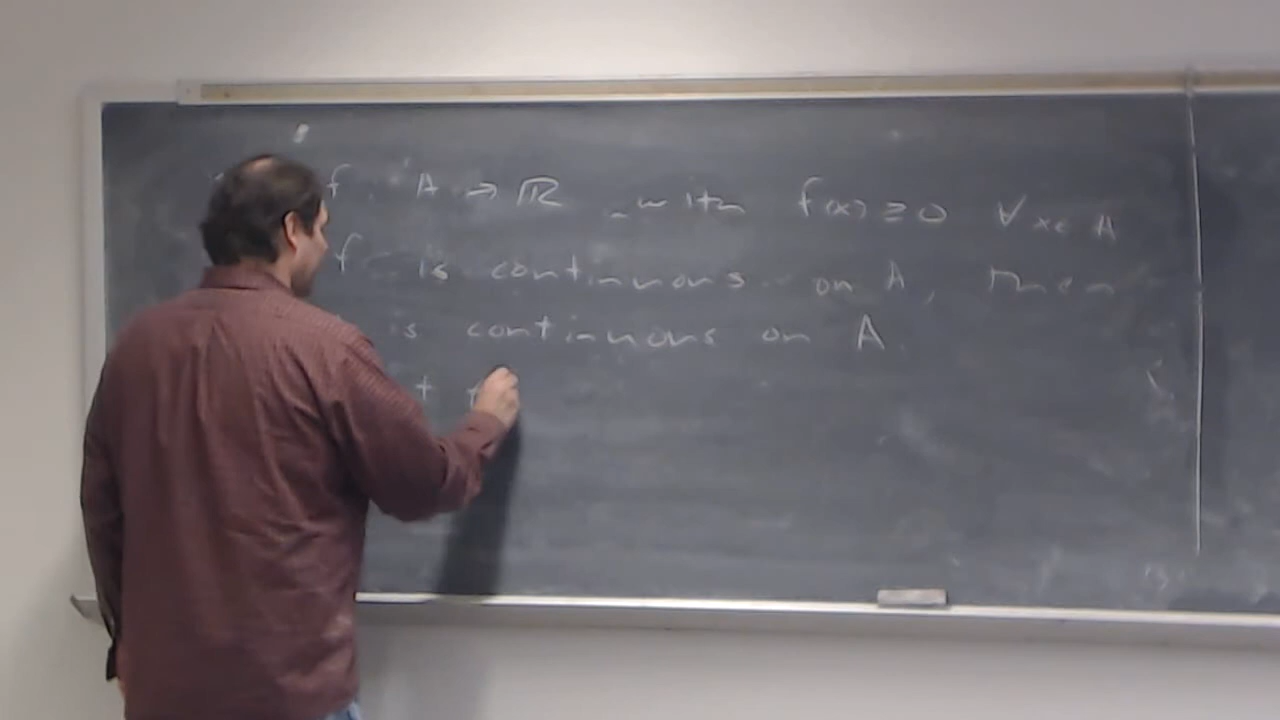 f: A → ℝ with f(x) ≥ 0 ∀ x ∈ A
f is continuous on A, then
is continuous on A.